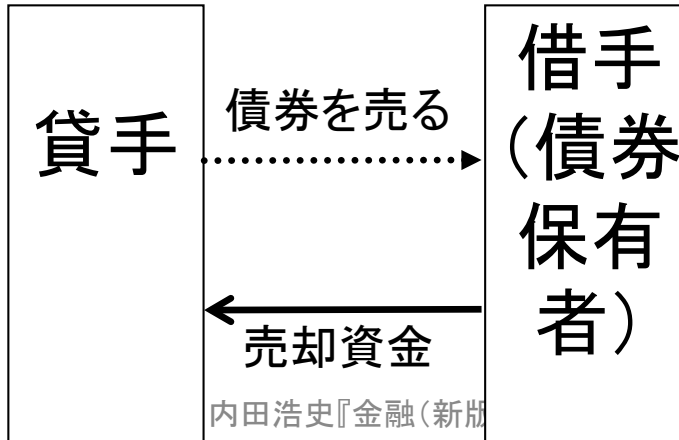 貸手
債券を売る
借手
（債券
保有
者）
売却資金
内田浩史『金融（新版